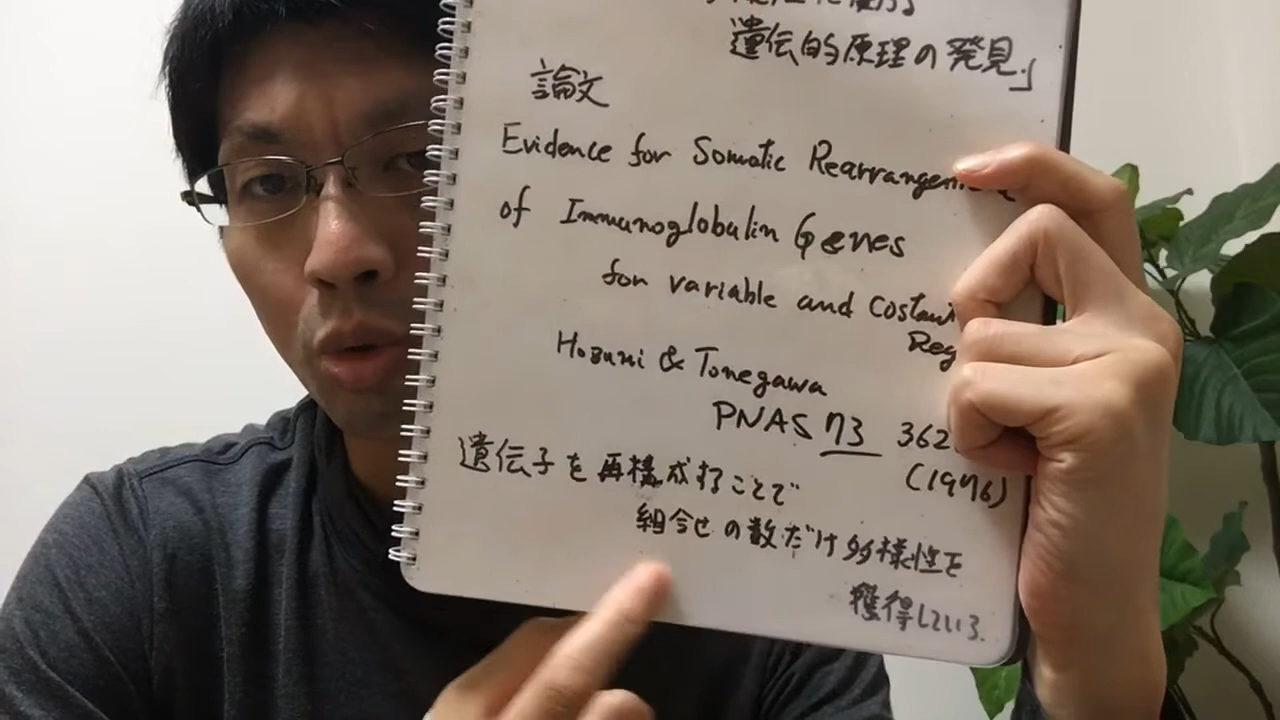 遺伝的原理の発見」
論文
Evidence for Somatic Rearrangement
of Immunoglobulin Genes
for variable and Costant
Reg
Hozumi & Tonegawa
PNAS 73 362
(1976)
遺伝子を再構成することで
組合せの数だけ多様性を
獲得している.